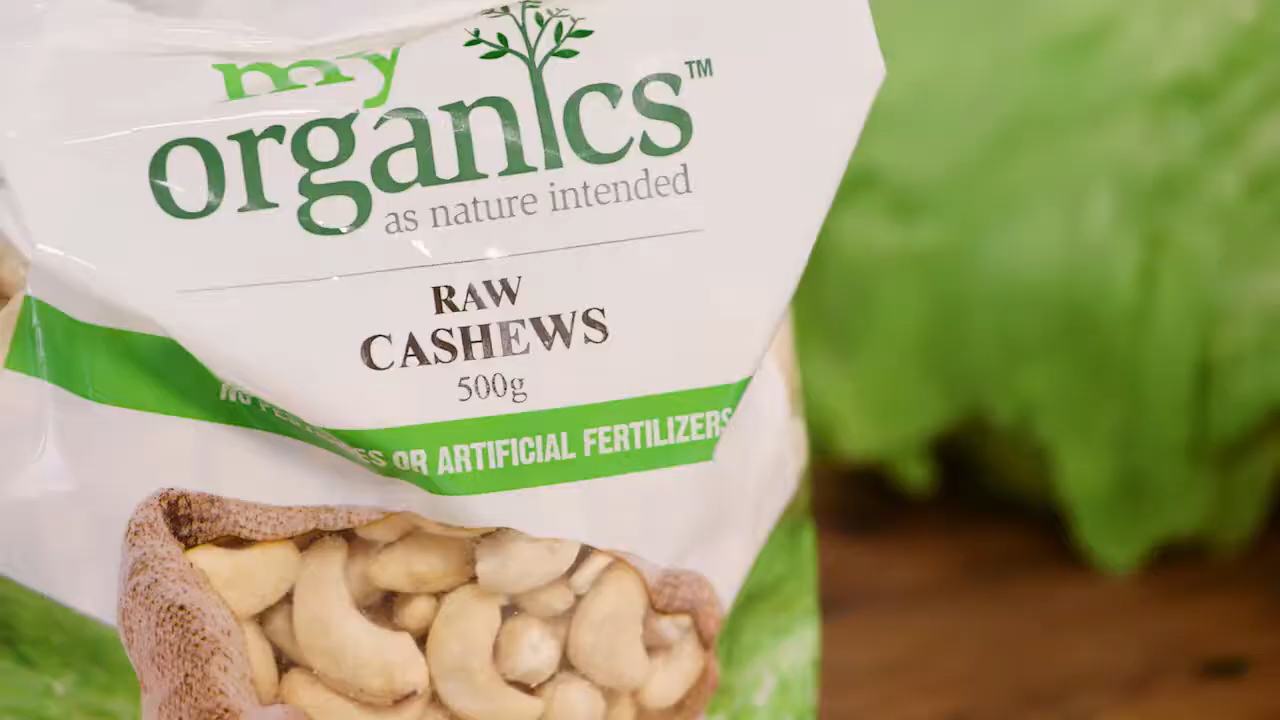 my
organics™
as nature intended
RAW
CASHEWS
500g
OR ARTIFICIAL FERTILIZERS